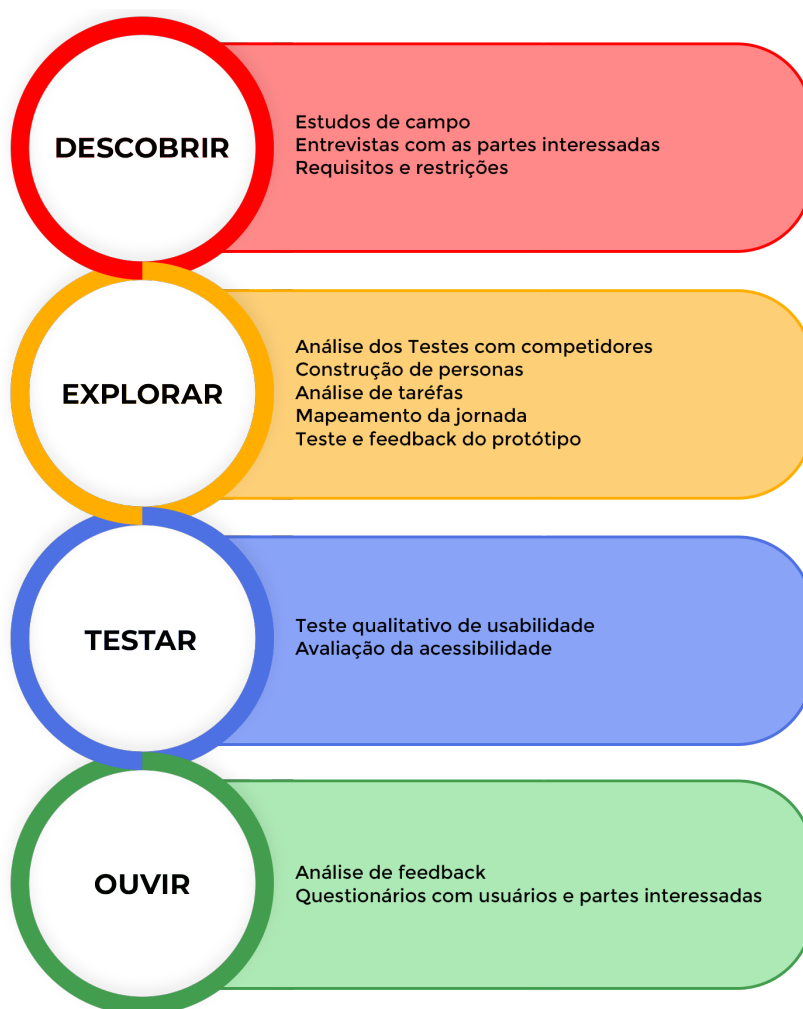 DESCOBRIR
Estudos de campo
Entrevistas com as partes interessadas
Requisitos e restrições
EXPLORAR
Análise dos Testes com competidores
Construção de personas
Análise de taréfas
Mapeamento da jornada
Teste e feedback do protótipo
TESTAR
Teste qualitativo de usabilidade
Avaliação da acessibilidade
OUVIR
Análise de feedback
Questionários com usuários e partes interessadas